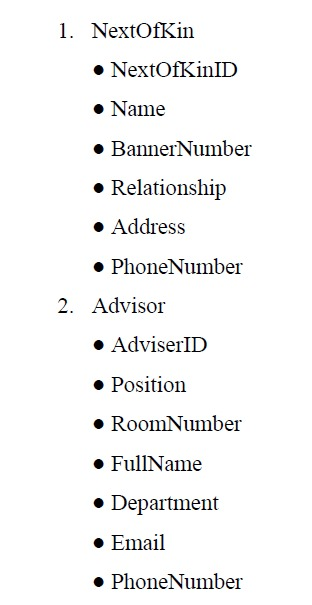 1. NextOfKin
● NextOfKinID
● Name
● BannerNumber
● Relationship
● Address
● PhoneNumber
2. Advisor
● AdviserID
● Position
● RoomNumber
● FullName
● Department
● Email
● PhoneNumber